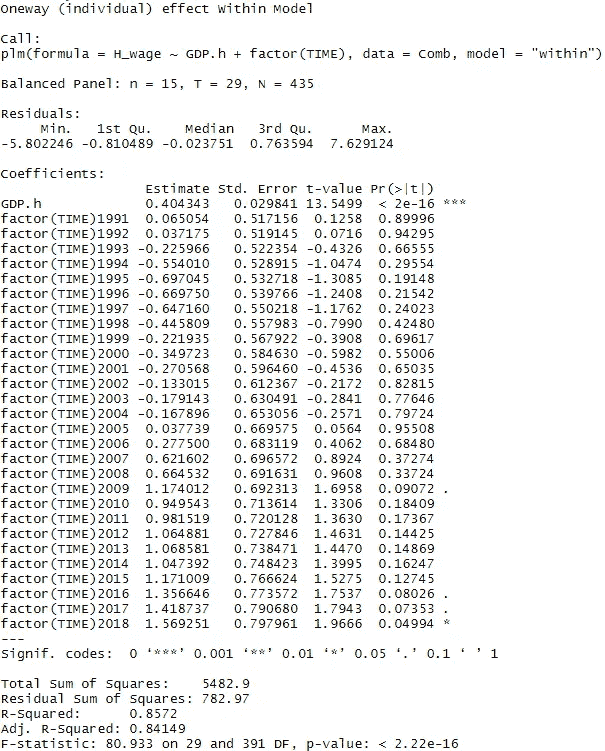 Oneway (individual) effect Within Model
Call:
plm(formula = H_wage ~ GDP.h + factor(TIME), data = Comb, model = "within")
Balanced Panel: n = 15, T = 29, N = 435
Residuals:
Min. 1st Qu. Median 3rd Qu. Max.
-5.802246 -0.810489 -0.023751 0.763594 7.629124
Coefficients:
Estimate Std. Error t-value Pr(>|t|)
GDP.h 0.404343 0.029841 13.5499 < 2e-16 ***
factor(TIME)1991 0.065054 0.517156 0.1258 0.89996
factor(TIME)1992 0.037175 0.519145 0.0716 0.94295
factor(TIME)1993 -0.225966 0.522354 -0.4326 0.66555
factor(TIME)1994 -0.554010 0.528915 -1.0474 0.29554
factor(TIME)1995 -0.697045 0.532718 -1.3085 0.19148
factor(TIME)1996 -0.669750 0.539766 -1.2408 0.21542
factor(TIME)1997 -0.647160 0.550218 -1.1762 0.24023
factor(TIME)1998 -0.445809 0.557983 -0.7990 0.42480
factor(TIME)1999 -0.221935 0.567922 -0.3908 0.69617
factor(TIME)2000 -0.349723 0.584630 -0.5982 0.55006
factor(TIME)2001 -0.270568 0.596460 -0.4536 0.65035
factor(TIME)2002 -0.133015 0.612367 -0.2172 0.82815
factor(TIME)2003 -0.179143 0.630491 -0.2841 0.77646
factor(TIME)2004 -0.167896 0.653056 -0.2571 0.79724
factor(TIME)2005 0.037739 0.669575 0.0564 0.95508
factor(TIME)2006 0.277500 0.683119 0.4062 0.68480
factor(TIME)2007 0.621602 0.696572 0.8924 0.37274
factor(TIME)2008 0.664532 0.691631 0.9608 0.33724
factor(TIME)2009 1.174012 0.692313 1.6958 0.09072 .
factor(TIME)2010 0.949543 0.713614 1.3306 0.18409
factor(TIME)2011 0.981519 0.720128 1.3630 0.17367
factor(TIME)2012 1.064881 0.727846 1.4631 0.14425
factor(TIME)2013 1.068581 0.738471 1.4470 0.14869
factor(TIME)2014 1.047392 0.748423 1.3995 0.16247
factor(TIME)2015 1.171009 0.766624 1.5275 0.12745
factor(TIME)2016 1.356646 0.773572 1.7537 0.08026 .
factor(TIME)2017 1.418737 0.790680 1.7943 0.07353 .
factor(TIME)2018 1.569251 0.797961 1.9666 0.04994 *
---
Signif. codes: 0 ‘***’ 0.001 ‘**’ 0.01 ‘*’ 0.05 ‘.’ 0.1 ‘ ’ 1
Total Sum of Squares: 5482.9
Residual Sum of Squares: 782.97
R-Squared: 0.8572
Adj. R-Squared: 0.84149
F-statistic: 80.933 on 29 and 391 DF, p-value: < 2.22e-16